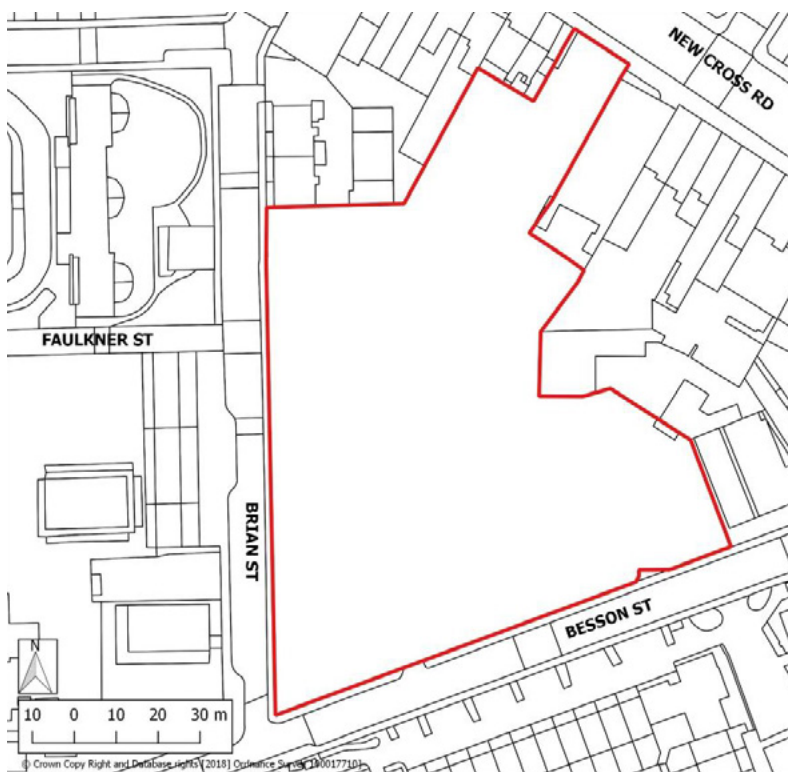 NEW CROSS RD
FAULKNER ST
BRIAN ST
BESSON ST
N
10 0 10 20 30 m
© Crown Copy Right and Database rights [2018] Ordnance Survey [100017710]